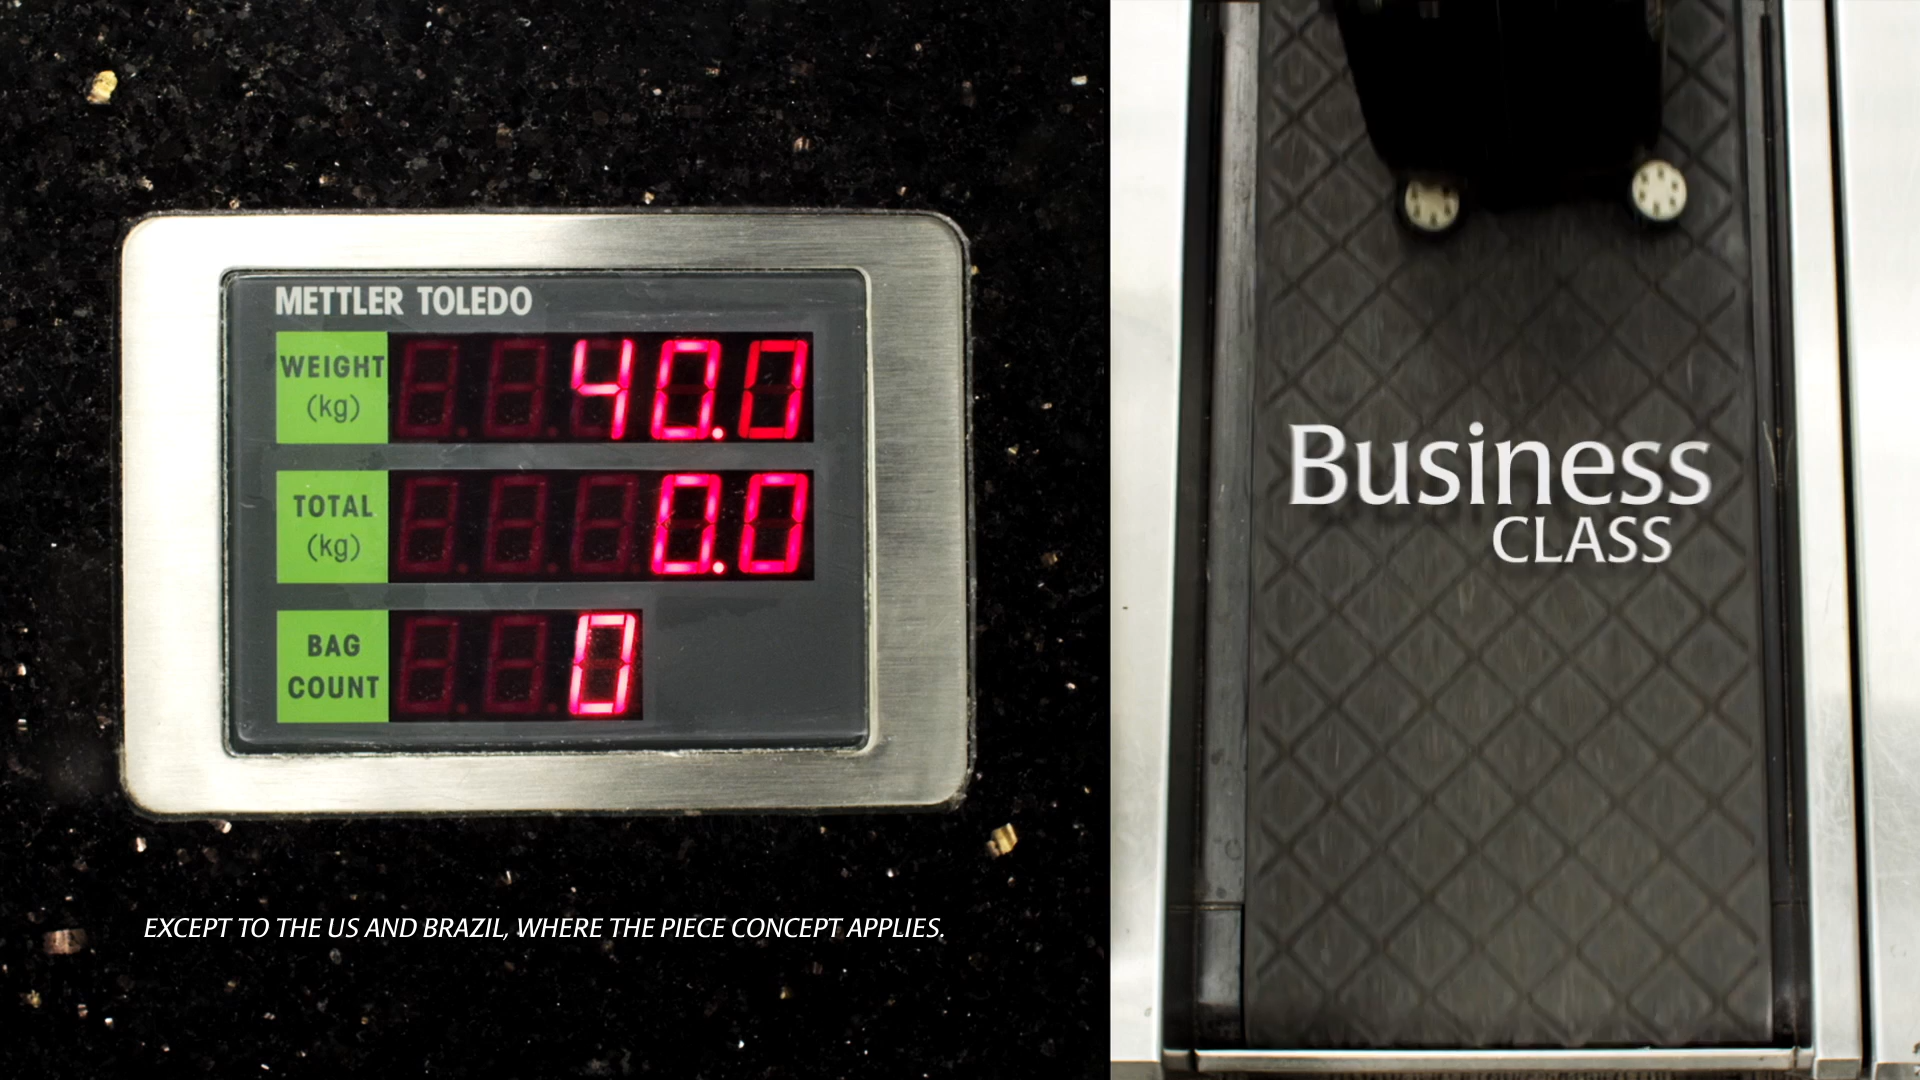 METTLER TOLEDO
WEIGHT
(kg)
40.0
TOTAL
(kg)
0.0
BAG
COUNT
0
EXCEPT TO THE US AND BRAZIL, WHERE THE PIECE CONCEPT APPLIES.
Business
CLASS